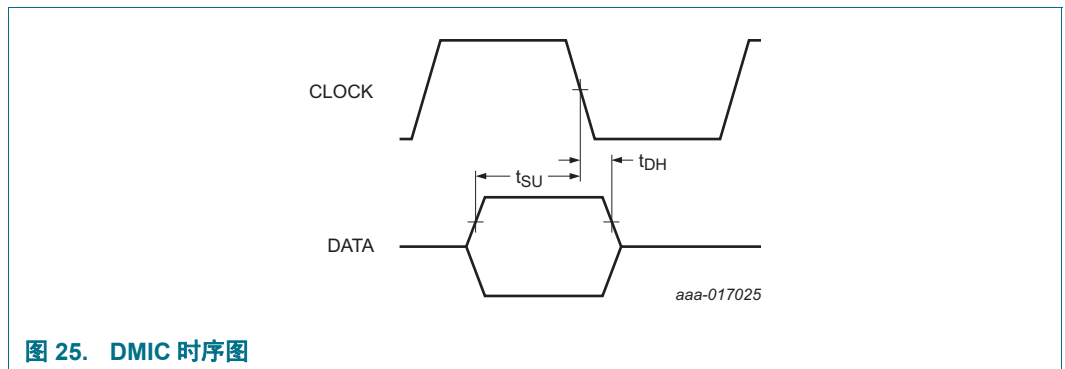 CLOCK
tDH
tSU
DATA
aaa-017025
图 25. DMIC 时序图